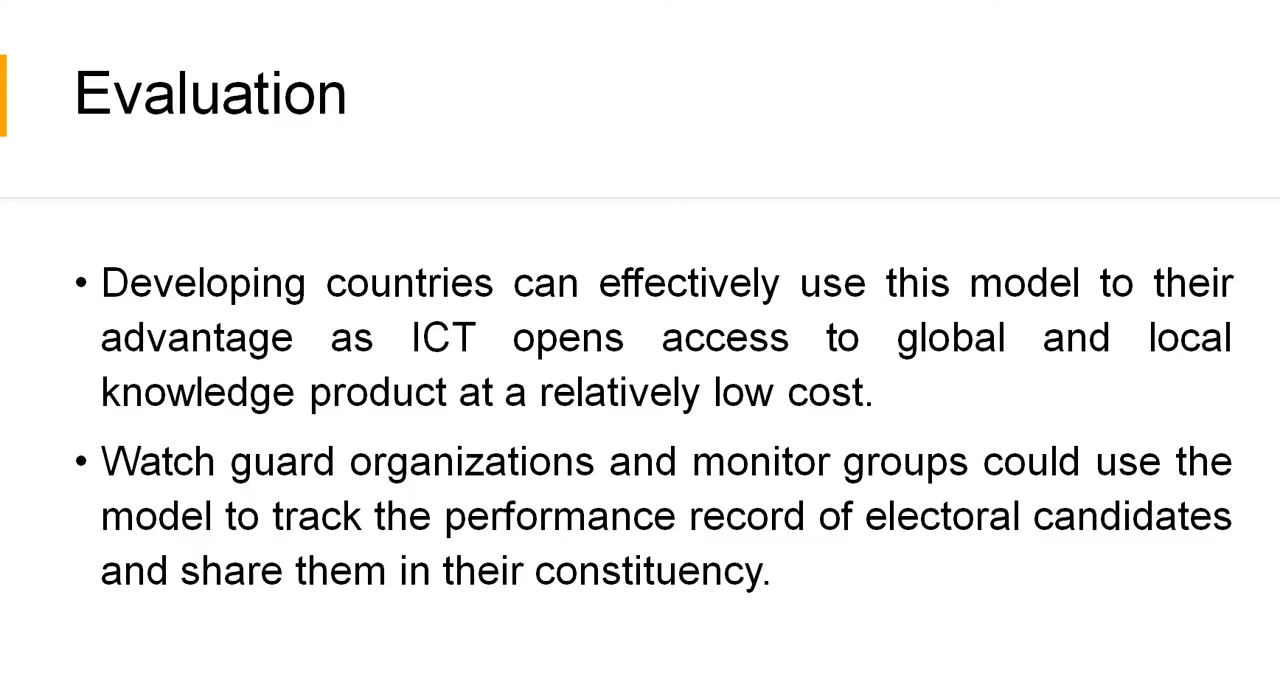 Evaluation
• Developing countries can effectively use this model to their
advantage as ICT opens access to global and local
knowledge product at a relatively low cost.
• Watch guard organizations and monitor groups could use the
model to track the performance record of electoral candidates
and share them in their constituency.